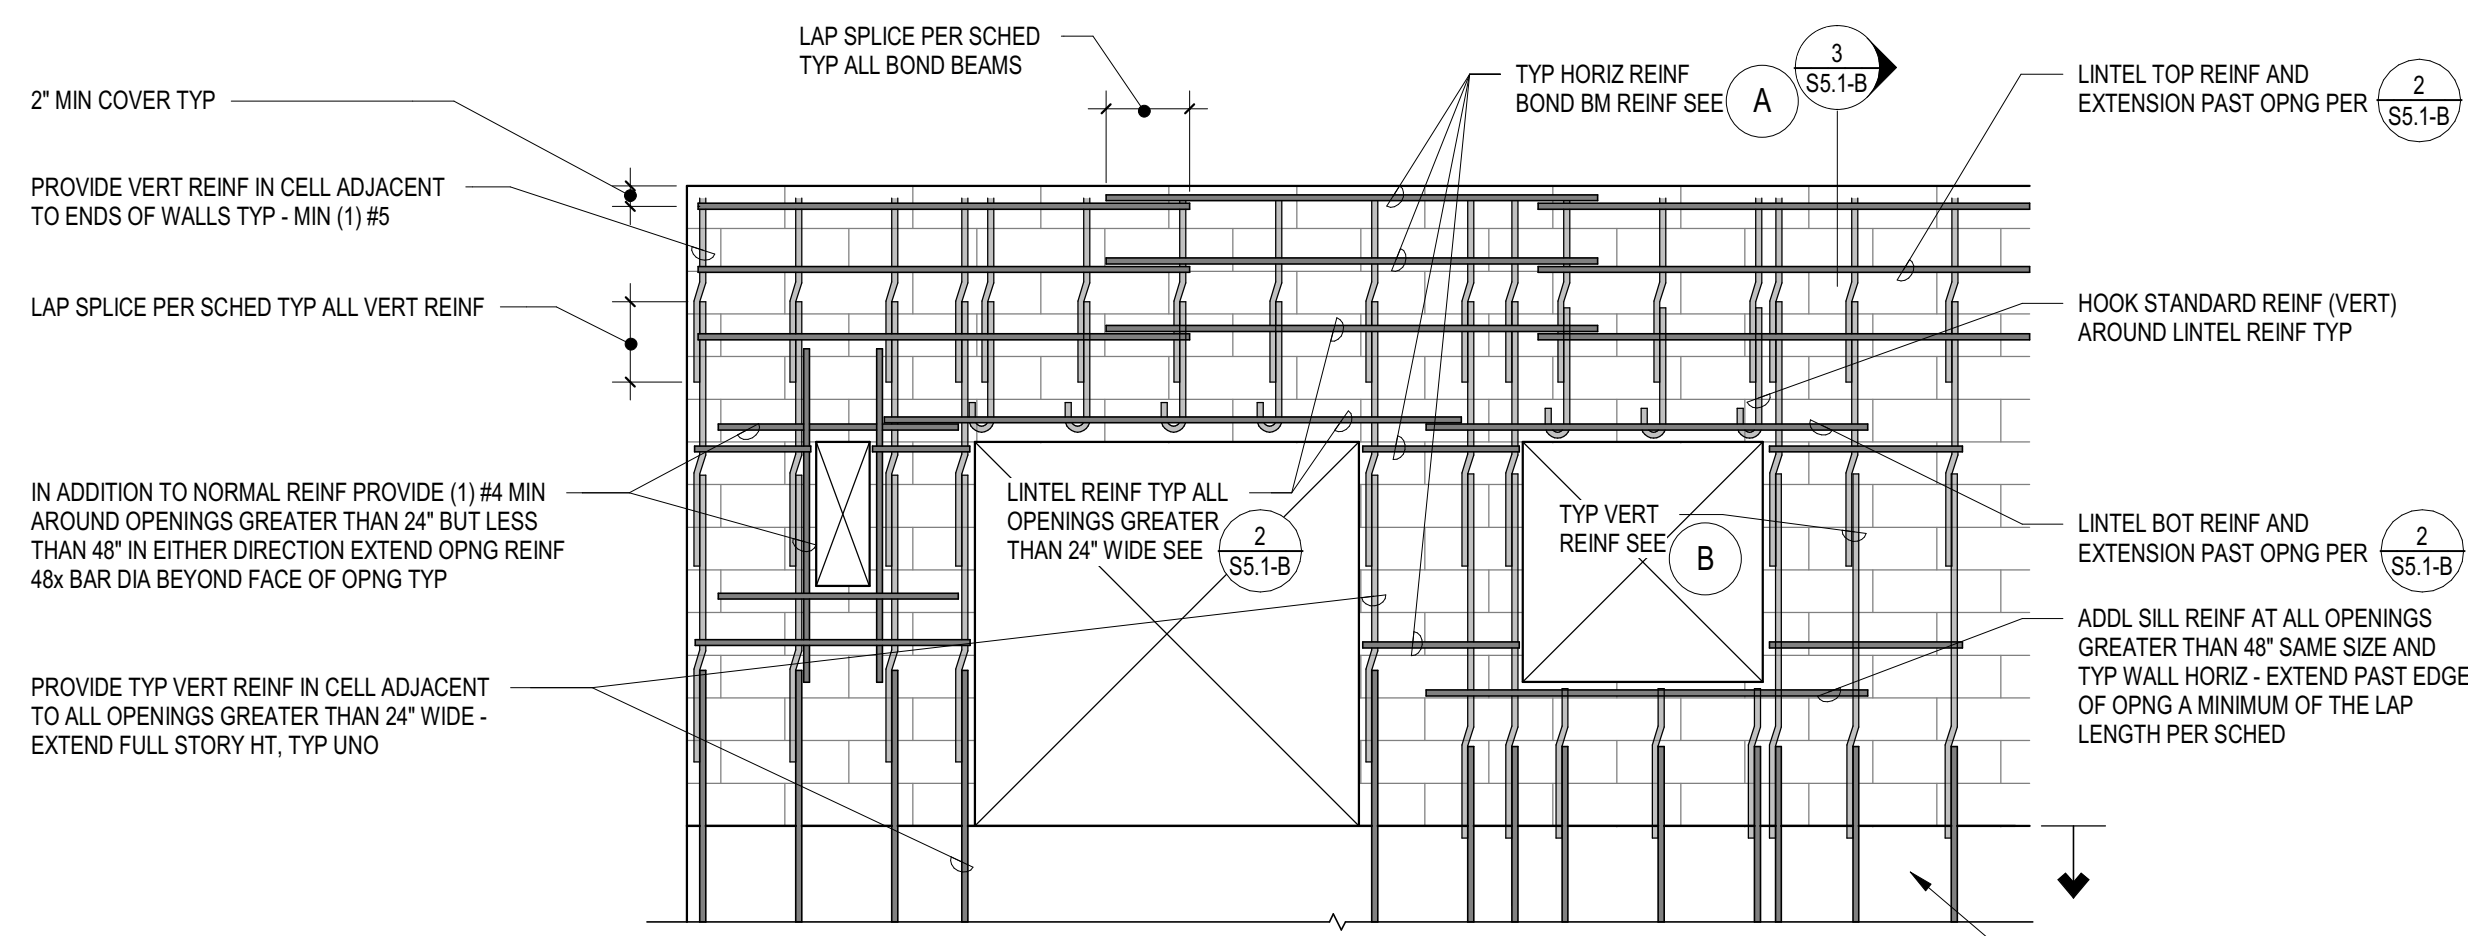 LAP SPLICE PER SCHED
TYP ALL BOND BEAMS
2" MIN COVER TYP
PROVIDE VERT REINF IN CELL ADJACENT
TO ENDS OF WALLS TYP - MIN (1) #5
LAP SPLICE PER SCHED TYP ALL VERT REINF
IN ADDITION TO NORMAL REINF PROVIDE (1) #4 MIN
AROUND OPENINGS GREATER THAN 24" BUT LESS
THAN 48" IN EITHER DIRECTION EXTEND OPNG REINF
48x BAR DIA BEYOND FACE OF OPNG TYP
PROVIDE TYP VERT REINF IN CELL ADJACENT
TO ALL OPENINGS GREATER THAN 24" WIDE -
EXTEND FULL STORY HT, TYP UNO
LINTEL REINF TYP ALL
OPENINGS GREATER
THAN 24" WIDE SEE
2
S5.1-B
TYP VERT
REINF SEE
B
TYP HORIZ REINF
BOND BM REINF SEE
A
3
S5.1-B
LINTEL TOP REINF AND
EXTENSION PAST OPNG PER
2
S5.1-B
HOOK STANDARD REINF (VERT)
AROUND LINTEL REINF TYP
LINTEL BOT REINF AND
EXTENSION PAST OPNG PER
2
S5.1-B
ADDL SILL REINF AT ALL OPENINGS
GREATER THAN 48" SAME SIZE AND
TYP WALL HORIZ - EXTEND PAST EDGE
OF OPNG A MINIMUM OF THE LAP
LENGTH PER SCHED